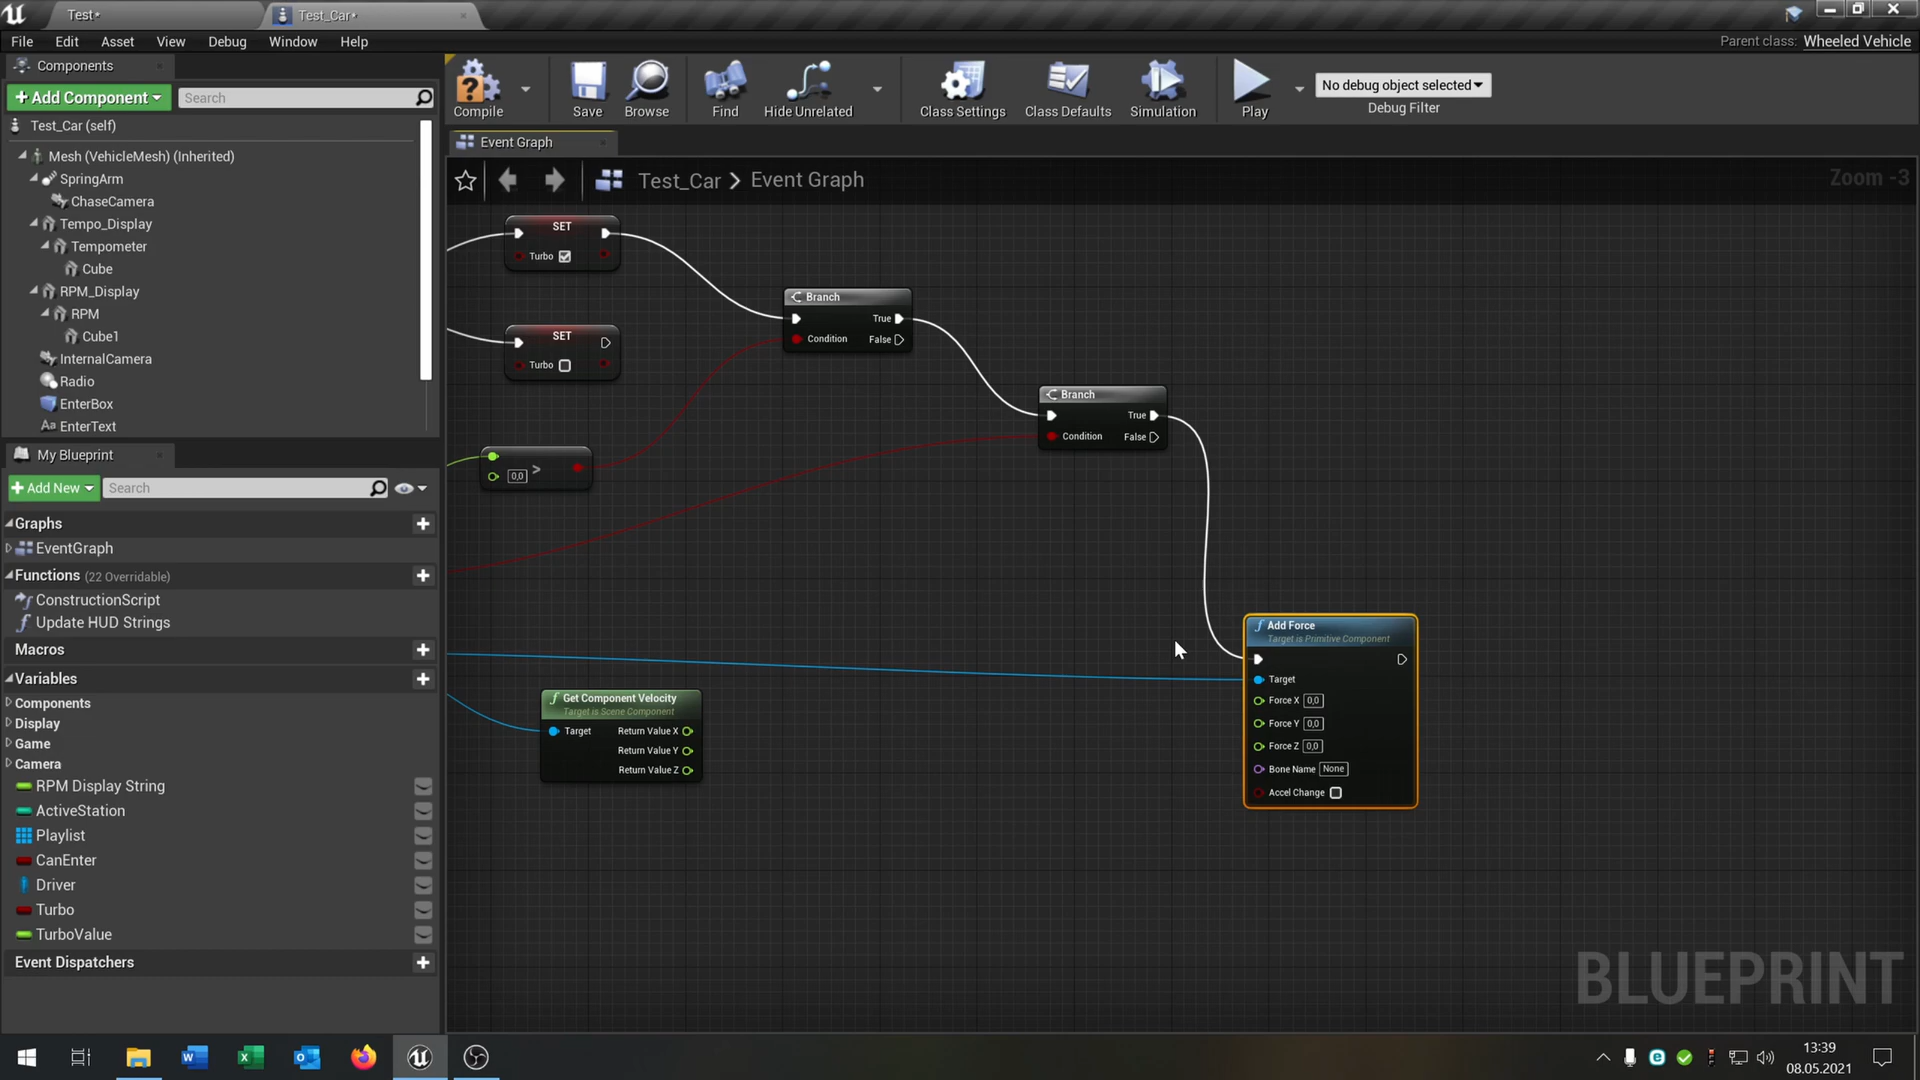 Test*
Test_Car*
File Edit Asset View Debug Window Help
Parent class: Wheeled Vehicle
Components
+Add Component
Search
Test_Car (self)
Mesh (VehicleMesh) (Inherited)
SpringArm
ChaseCamera
Tempo_Display
Tempometer
Cube
RPM_Display
RPM
Cube1
InternalCamera
Radio
EnterBox
Aa EnterText
Compile Save Browse Find Hide Unrelated Class Settings Class Defaults Simulation Play
No debug object selected
Debug Filter
Event Graph
Test_Car > Event Graph
Zoom -3
SET
Turbo
SET
Turbo
0,0 >
Branch
True
Condition False
Branch
True
Condition False
f Get Component Velocity
Target is Scene Component
Target Return Value X
Return Value Y
Return Value Z
f Add Force
Target is Primitive Component
Target
Force X 0,0
Force Y 0,0
Force Z 0,0
Bone Name None
Accel Change
BLUEPRINT
My Blueprint
+Add New
Search
Graphs
EventGraph
Functions (22 Overridable)
ConstructionScript
f Update HUD Strings
Macros
Variables
Components
Display
Game
Camera
RPM Display String
ActiveStation
Playlist
CanEnter
Driver
Turbo
TurboValue
Event Dispatchers
13:39
08.05.2021